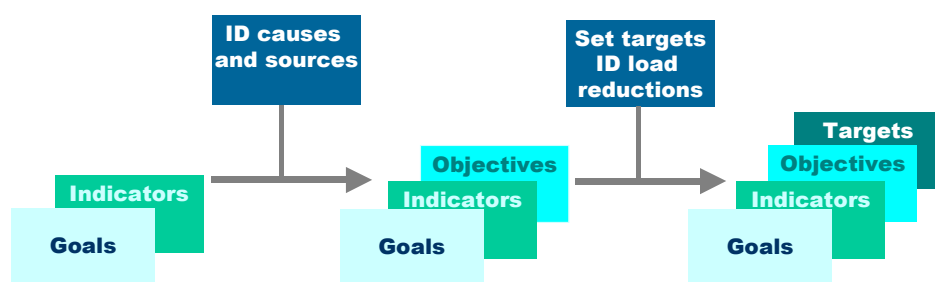 ID causes
and sources
Set targets
ID load
reductions
Indicators
Goals
Objectives
Indicators
Goals
Targets
Objectives
Indicators
Goals